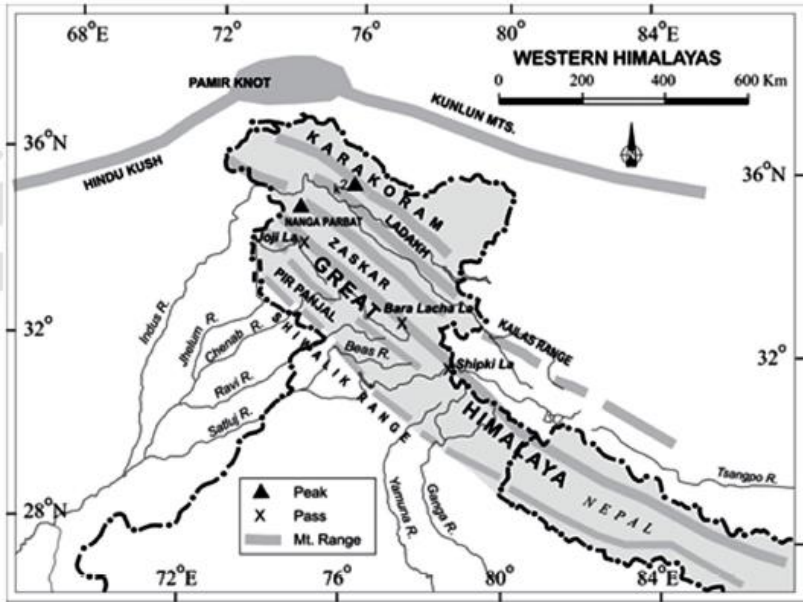 68°E
72°E
76°E
80°E
84°E
WESTERN HIMALAYAS
0
200
400
600 Km
PAMIR KNOT
KUNLUN MTS.
N
36°N
36°N
HINDU KUSH
KARAKORAM
K2
NANGA PARBAT
LADAKH
Joji La
ZASKAR
GREAT
PIR PANJAL
Bara Lacha La
KAILAS RANGE
32°N
32°N
Indus R.
Jhelum R.
Chenab R.
SHIWALIK RANGE
Beas R.
Shipki La
Ravi R.
Satluj R.
HIMALAYA
Tsangpo R.
28°N
Peak
Pass
Mt. Range
Yamuna R.
Ganga R.
NEPAL
72°E
76°E
80°E
84°E